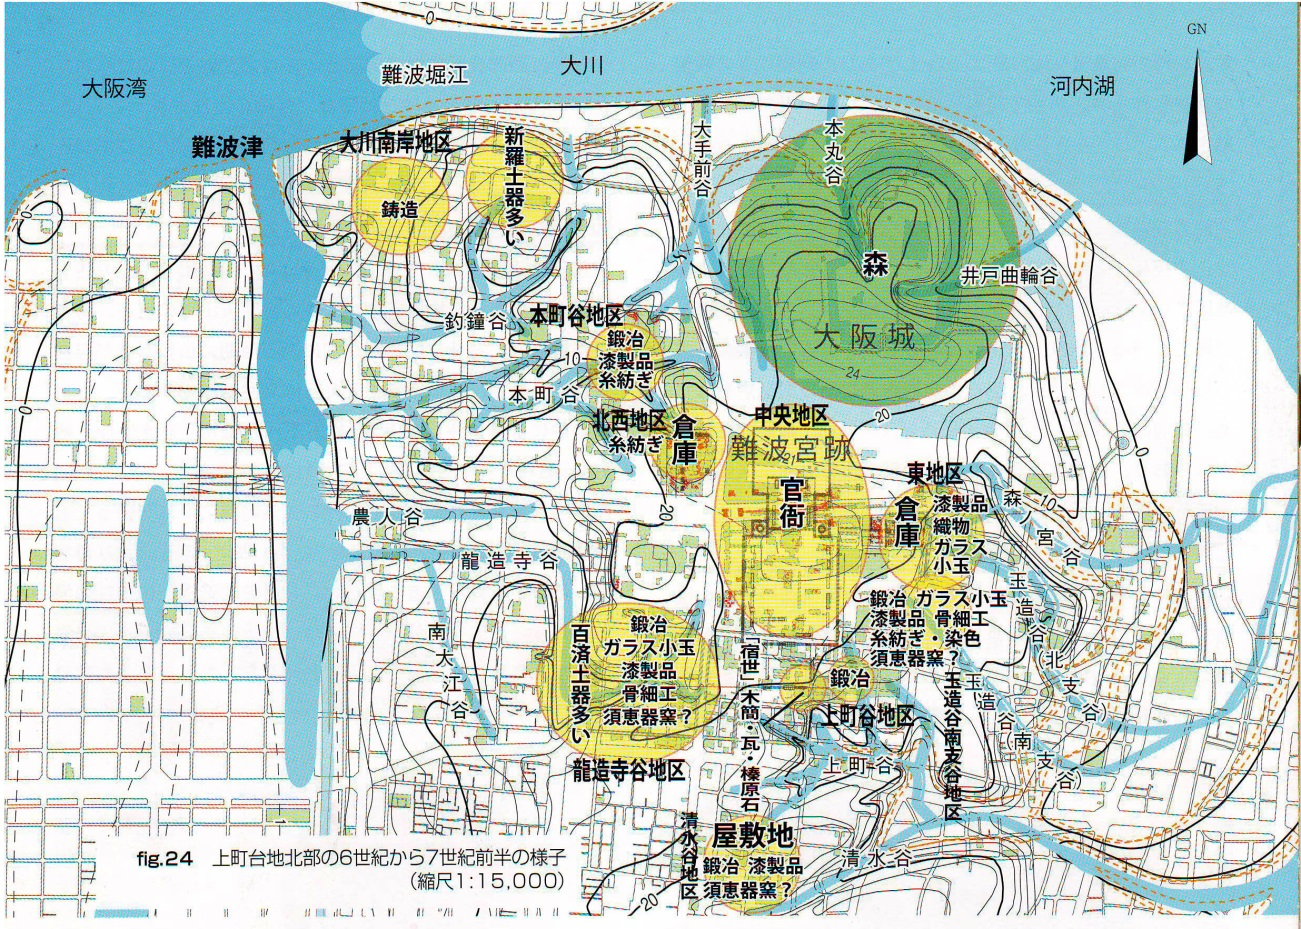 GN
0
大阪湾
難波堀江
大川
河内湖
難波津
大川南岸地区
鋳造
新羅土器多い
大手前谷
本丸谷
森
井戸曲輪谷
大阪城
24
20
0
0
釣鐘谷
本町谷地区
鍛冶
漆製品
糸紡ぎ
10
本町谷
北西地区
糸紡ぎ
倉庫
中央地区
難波宮跡
21
官衙
東地区
倉庫
漆製品
織物
ガラス
小玉
森ノ宮谷
10
0
農人谷
20
龍造寺谷
玉造谷(北支谷)
鍛冶 ガラス小玉
漆製品 骨細工
糸紡ぎ・染色
須恵器窯?
玉造谷南支谷地区
玉造谷(南支谷)
南大江谷
百済土器多い
鍛冶
ガラス小玉
漆製品
骨細工
須恵器窯?
龍造寺谷地区
「宿世」木簡・瓦・榛原石
鍛冶
上町谷地区
上町谷
清水谷地区
屋敷地
鍛冶 漆製品
須恵器窯?
清水谷
20
fig.24 上町台地北部の6世紀から7世紀前半の様子
(縮尺1:15,000)